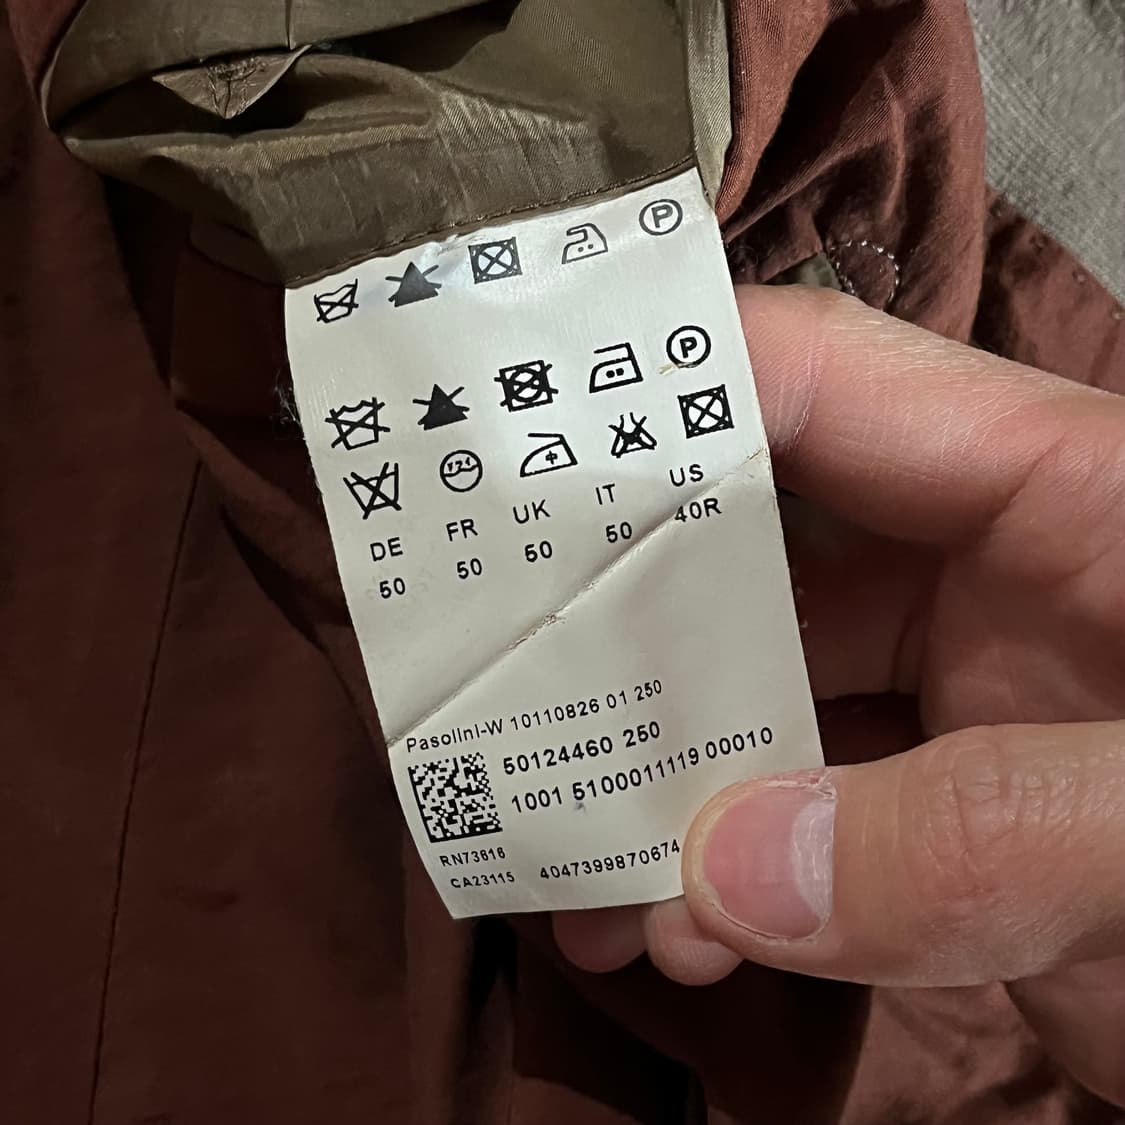 P
P
DE FR UK IT US
50 50 50 50 40R
Pasolini-W 10110826 01 250
50124460 250
1001 5100011119 00010
RN73616
CA23115 4047399870674